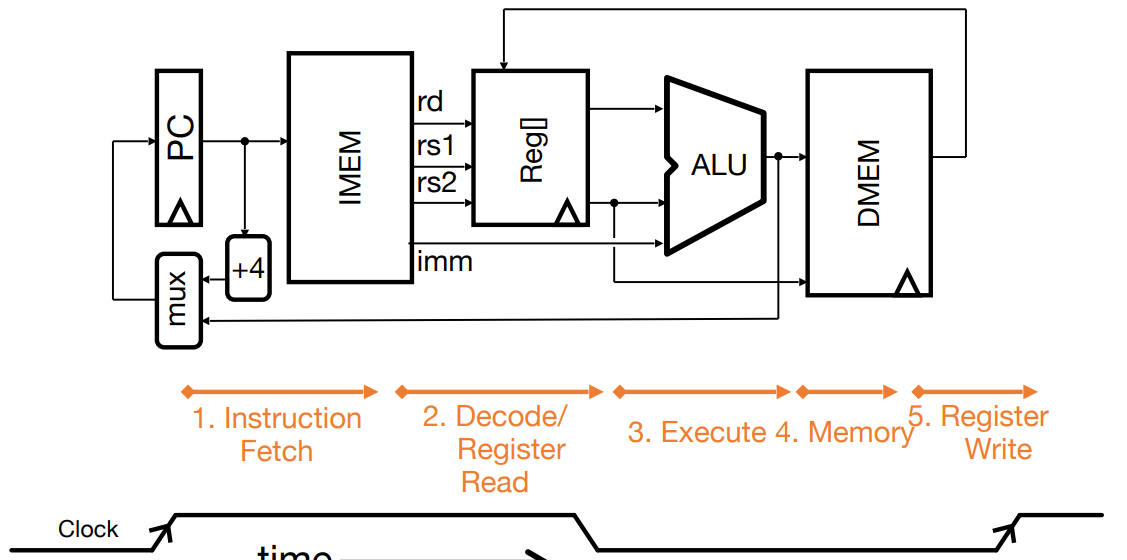 PC
IMEM
rd
rs1
rs2
imm
Reg[]
ALU
DMEM
+4
mux
1. Instruction
Fetch
2. Decode/
Register
Read
3. Execute
4. Memory
5. Register
Write
Clock
time